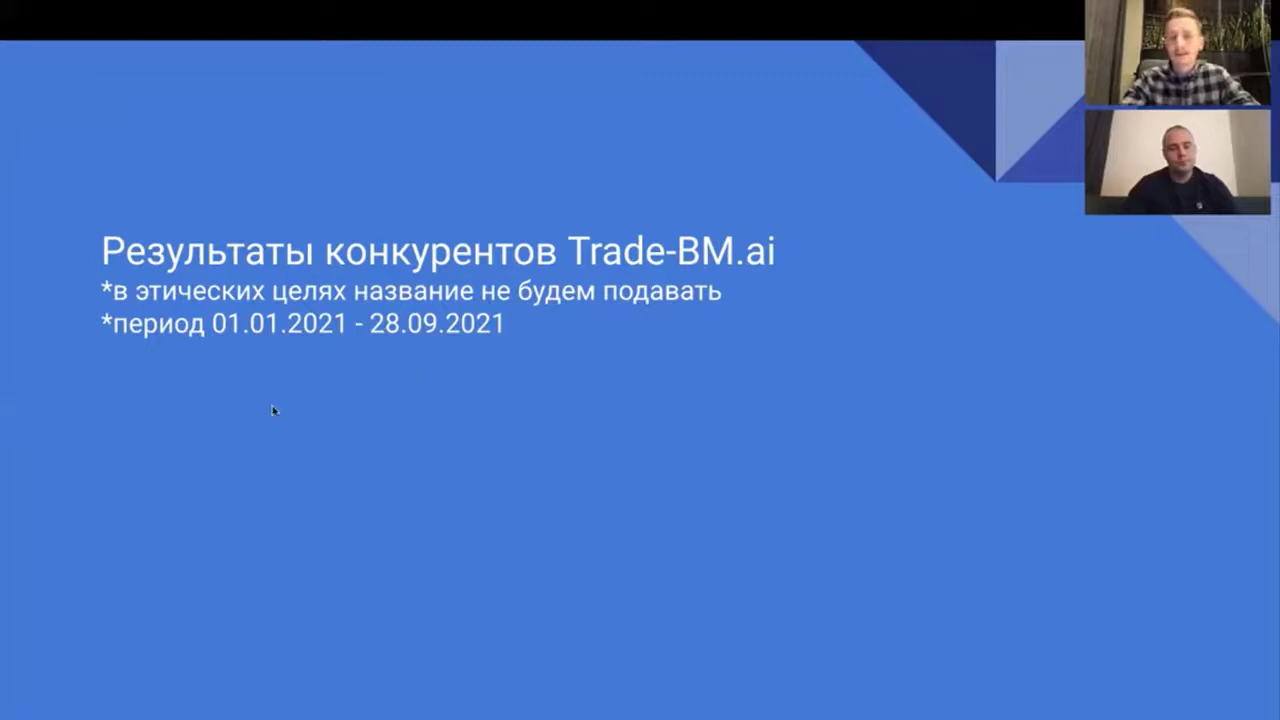 Результаты конкурентов Trade-BM.ai
*в этических целях название не будем подавать
*период 01.01.2021 - 28.09.2021